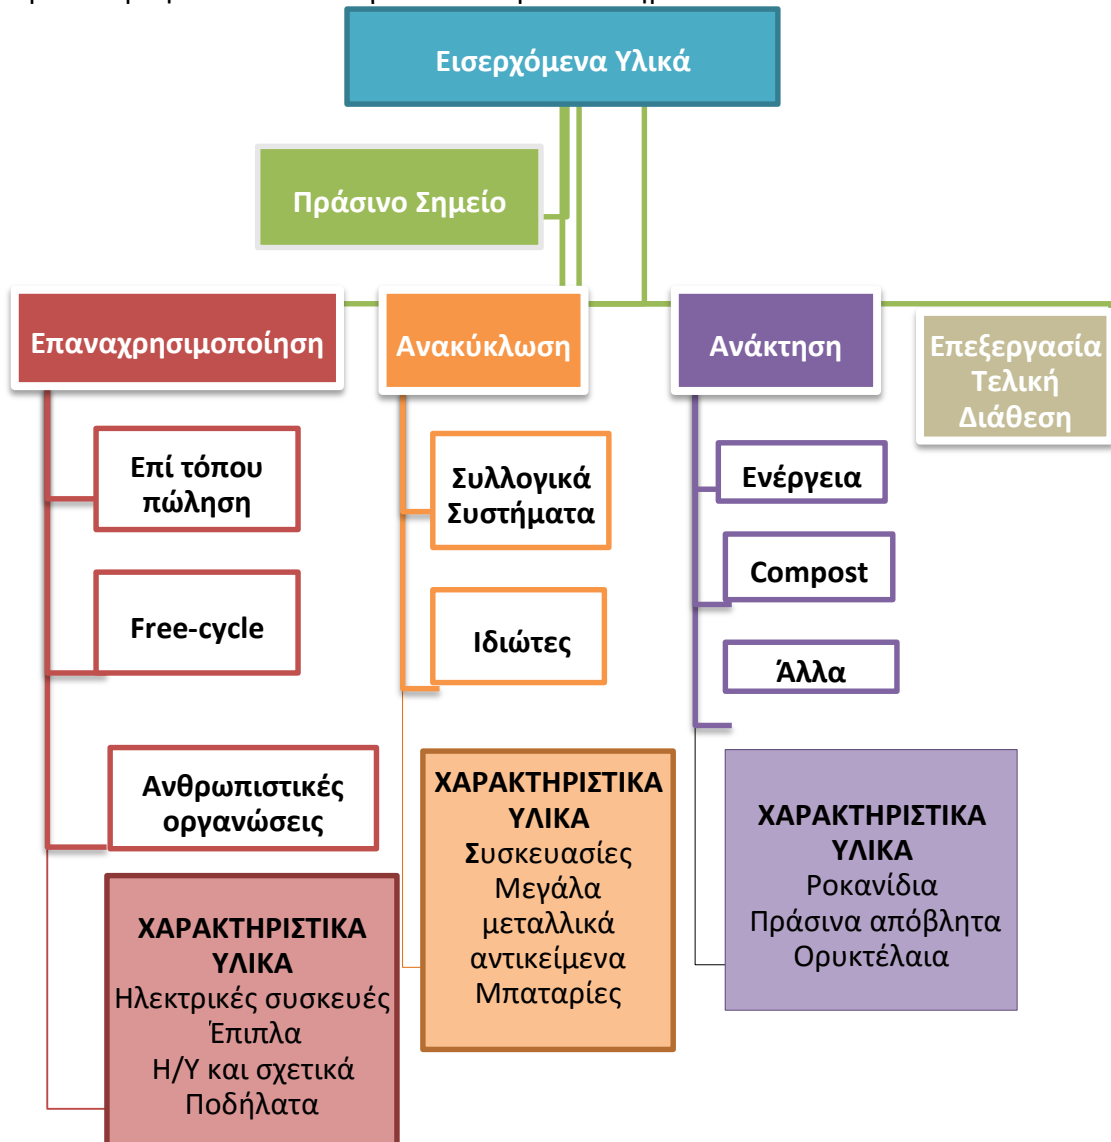 Εισερχόμενα Υλικά
Πράσινο Σημείο
Επαναχρησιμοποίηση
Ανακύκλωση
Ανάκτηση
Επεξεργασία
Τελική
Διάθεση
Επί τόπου
πώληση
Free-cycle
Ανθρωπιστικές
οργανώσεις
ΧΑΡΑΚΤΗΡΙΣΤΙΚΑ
ΥΛΙΚΑ
Ηλεκτρικές συσκευές
Έπιπλα
Η/Υ και σχετικά
Ποδήλατα
Συλλογικά
Συστήματα
Ιδιώτες
ΧΑΡΑΚΤΗΡΙΣΤΙΚΑ
ΥΛΙΚΑ
Συσκευασίες
Μεγάλα
μεταλλικά
αντικείμενα
Μπαταρίες
Ενέργεια
Compost
Άλλα
ΧΑΡΑΚΤΗΡΙΣΤΙΚΑ
ΥΛΙΚΑ
Ροκανίδια
Πράσινα απόβλητα
Ορυκτέλαια